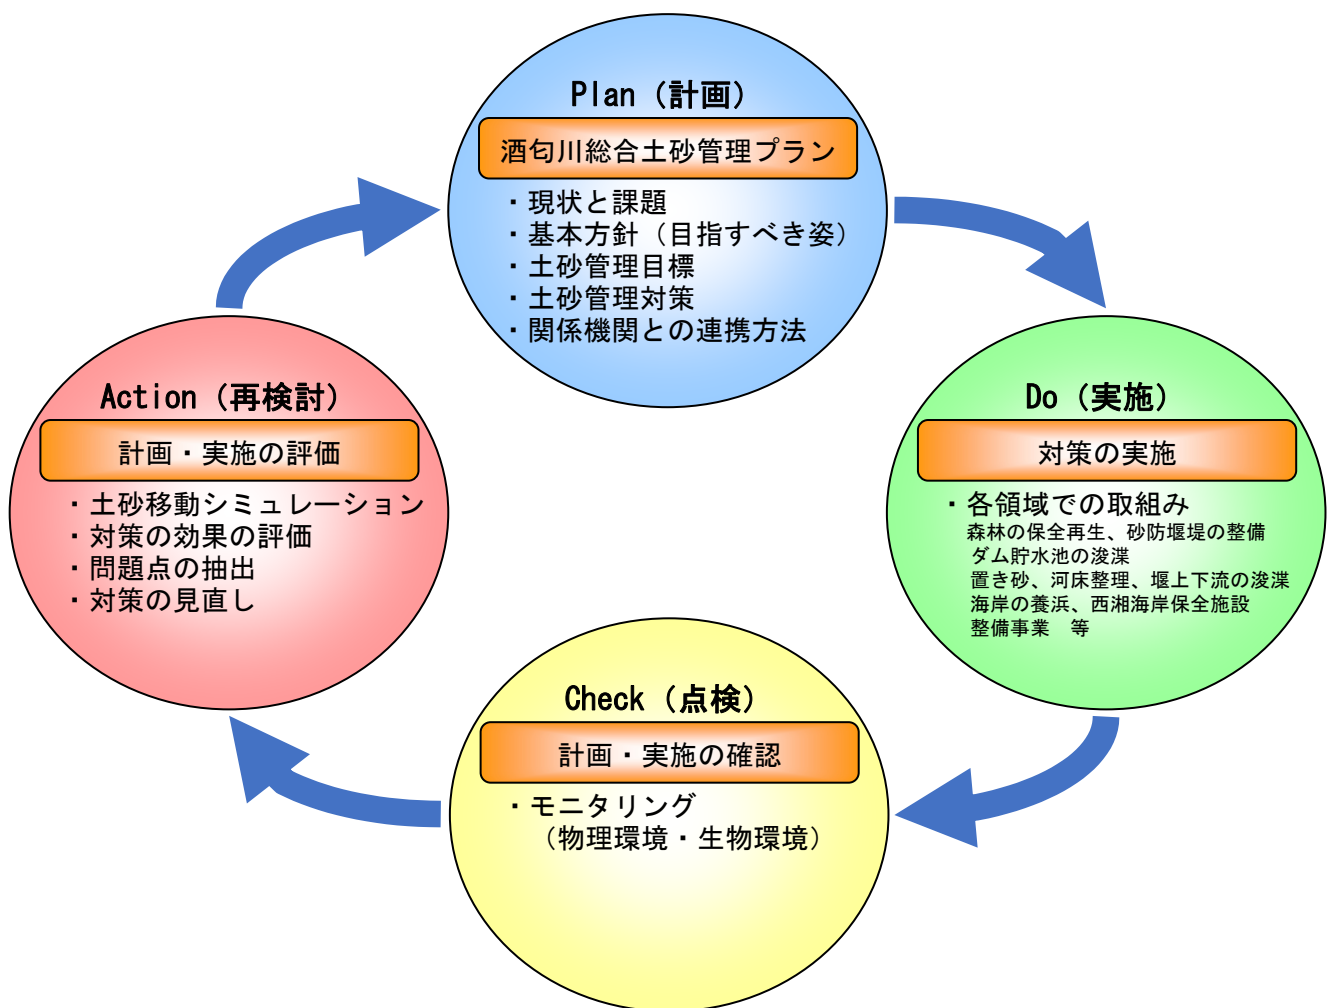 Plan（計画）
酒匂川総合土砂管理プラン
・現状と課題
・基本方針（目指すべき姿）
・土砂管理目標
・土砂管理対策
・関係機関との連携方法
Do（実施）
対策の実施
・各領域での取組み
森林の保全再生、砂防堰堤の整備
ダム貯水池の浚渫
置き砂、河床整理、堰上下流の浚渫
海岸の養浜、西湘海岸保全施設
整備事業　等
Check（点検）
計画・実施の確認
・モニタリング
（物理環境・生物環境）
Action（再検討）
計画・実施の評価
・土砂移動シミュレーション
・対策の効果の評価
・問題点の抽出
・対策の見直し